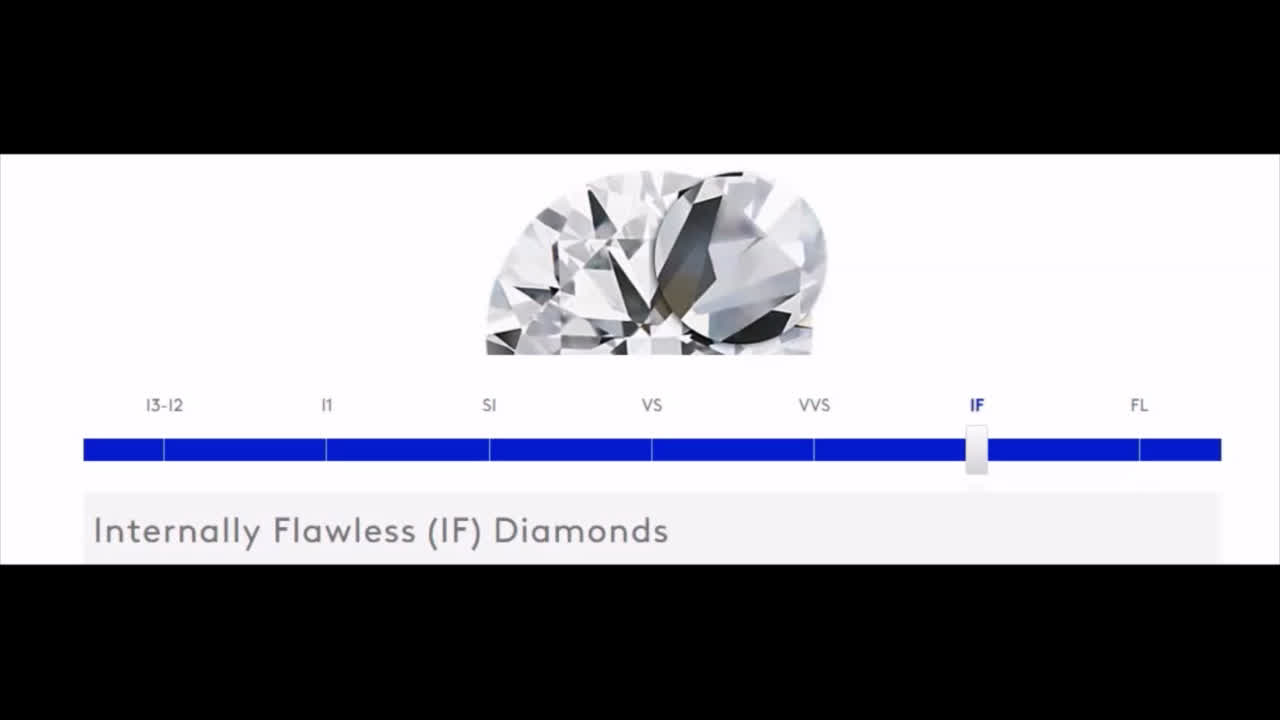 I3-I2 I1 SI VS VVS IF FL
Internally Flawless (IF) Diamonds